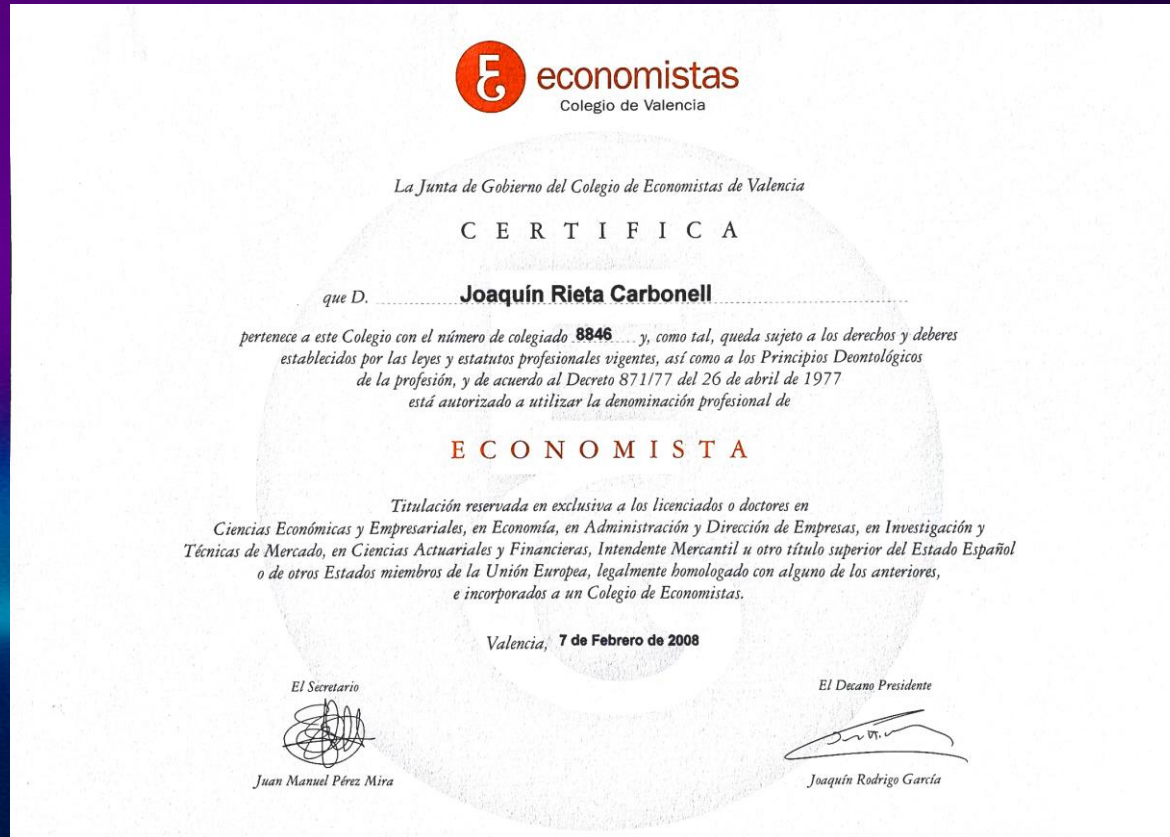 economistas
Colegio de Valencia
La Junta de Gobierno del Colegio de Economistas de Valencia
CERTIFICA
que D. Joaquín Rieta Carbonell
pertenece a este Colegio con el número de colegiado 8846 y, como tal, queda sujeto a los derechos y deberes
establecidos por las leyes y estatutos profesionales vigentes, así como a los Principios Deontológicos
de la profesión, y de acuerdo al Decreto 871/77 del 26 de abril de 1977
está autorizado a utilizar la denominación profesional de
ECONOMISTA
Titulación reservada en exclusiva a los licenciados o doctores en
Ciencias Económicas y Empresariales, en Economía, en Administración y Dirección de Empresas, en Investigación y
Técnicas de Mercado, en Ciencias Actuariales y Financieras, Intendente Mercantil u otro título superior del Estado Español
o de otros Estados miembros de la Unión Europea, legalmente homologado con alguno de los anteriores,
e incorporados a un Colegio de Economistas.
Valencia, 7 de Febrero de 2008
El Secretario
El Decano Presidente
Juan Manuel Pérez Mira
Joaquín Rodrigo García